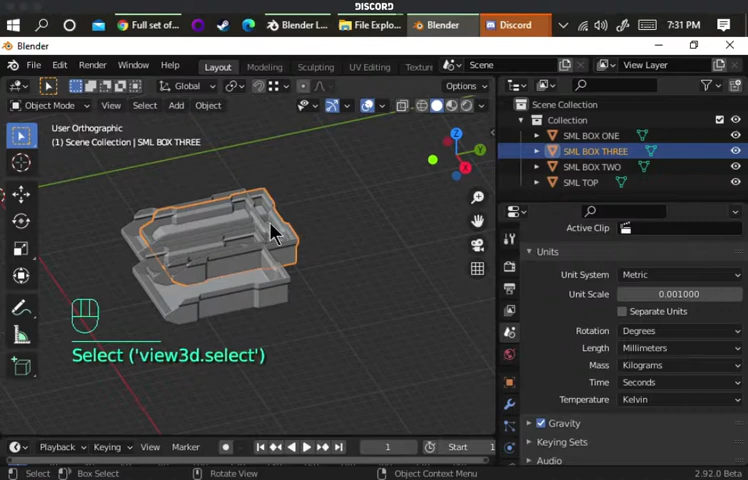 DISCORD
Full set of
Blender L...
File Explo...
Blender
Discord
7:31 PM
Blender
File Edit Render Window Help Layout Modeling Sculpting UV Editing Textur Scene View Layer
Global Options
Object Mode View Select Add Object
User Orthographic
(1) Scene Collection | SML BOX THREE
Z
Y
Select ('view3d.select')
Playback Keying View Marker 1 Start 1
Select Box Select Rotate View Object Context Menu 2.92.0 Beta
Scene Collection
Collection
SML BOX ONE
SML BOX THREE
SML BOX TWO
SML TOP
Active Clip
Units
Unit System Metric
Unit Scale 0.001000
Separate Units
Rotation Degrees
Length Millimeters
Mass Kilograms
Time Seconds
Temperature Kelvin
Gravity
Keying Sets
Audio